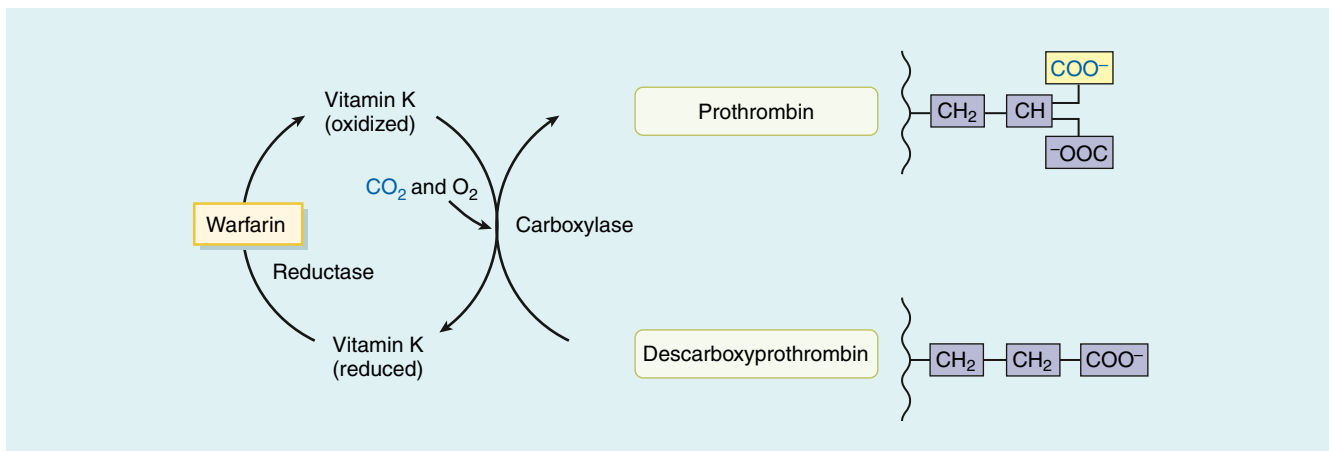 Vitamin K
(oxidized)
CO₂ and O₂
Warfarin
Reductase
Carboxylase
Vitamin K
(reduced)
Prothrombin
CH₂
CH
COO⁻
⁻OOC
Descarboxyprothrombin
CH₂
CH₂
COO⁻